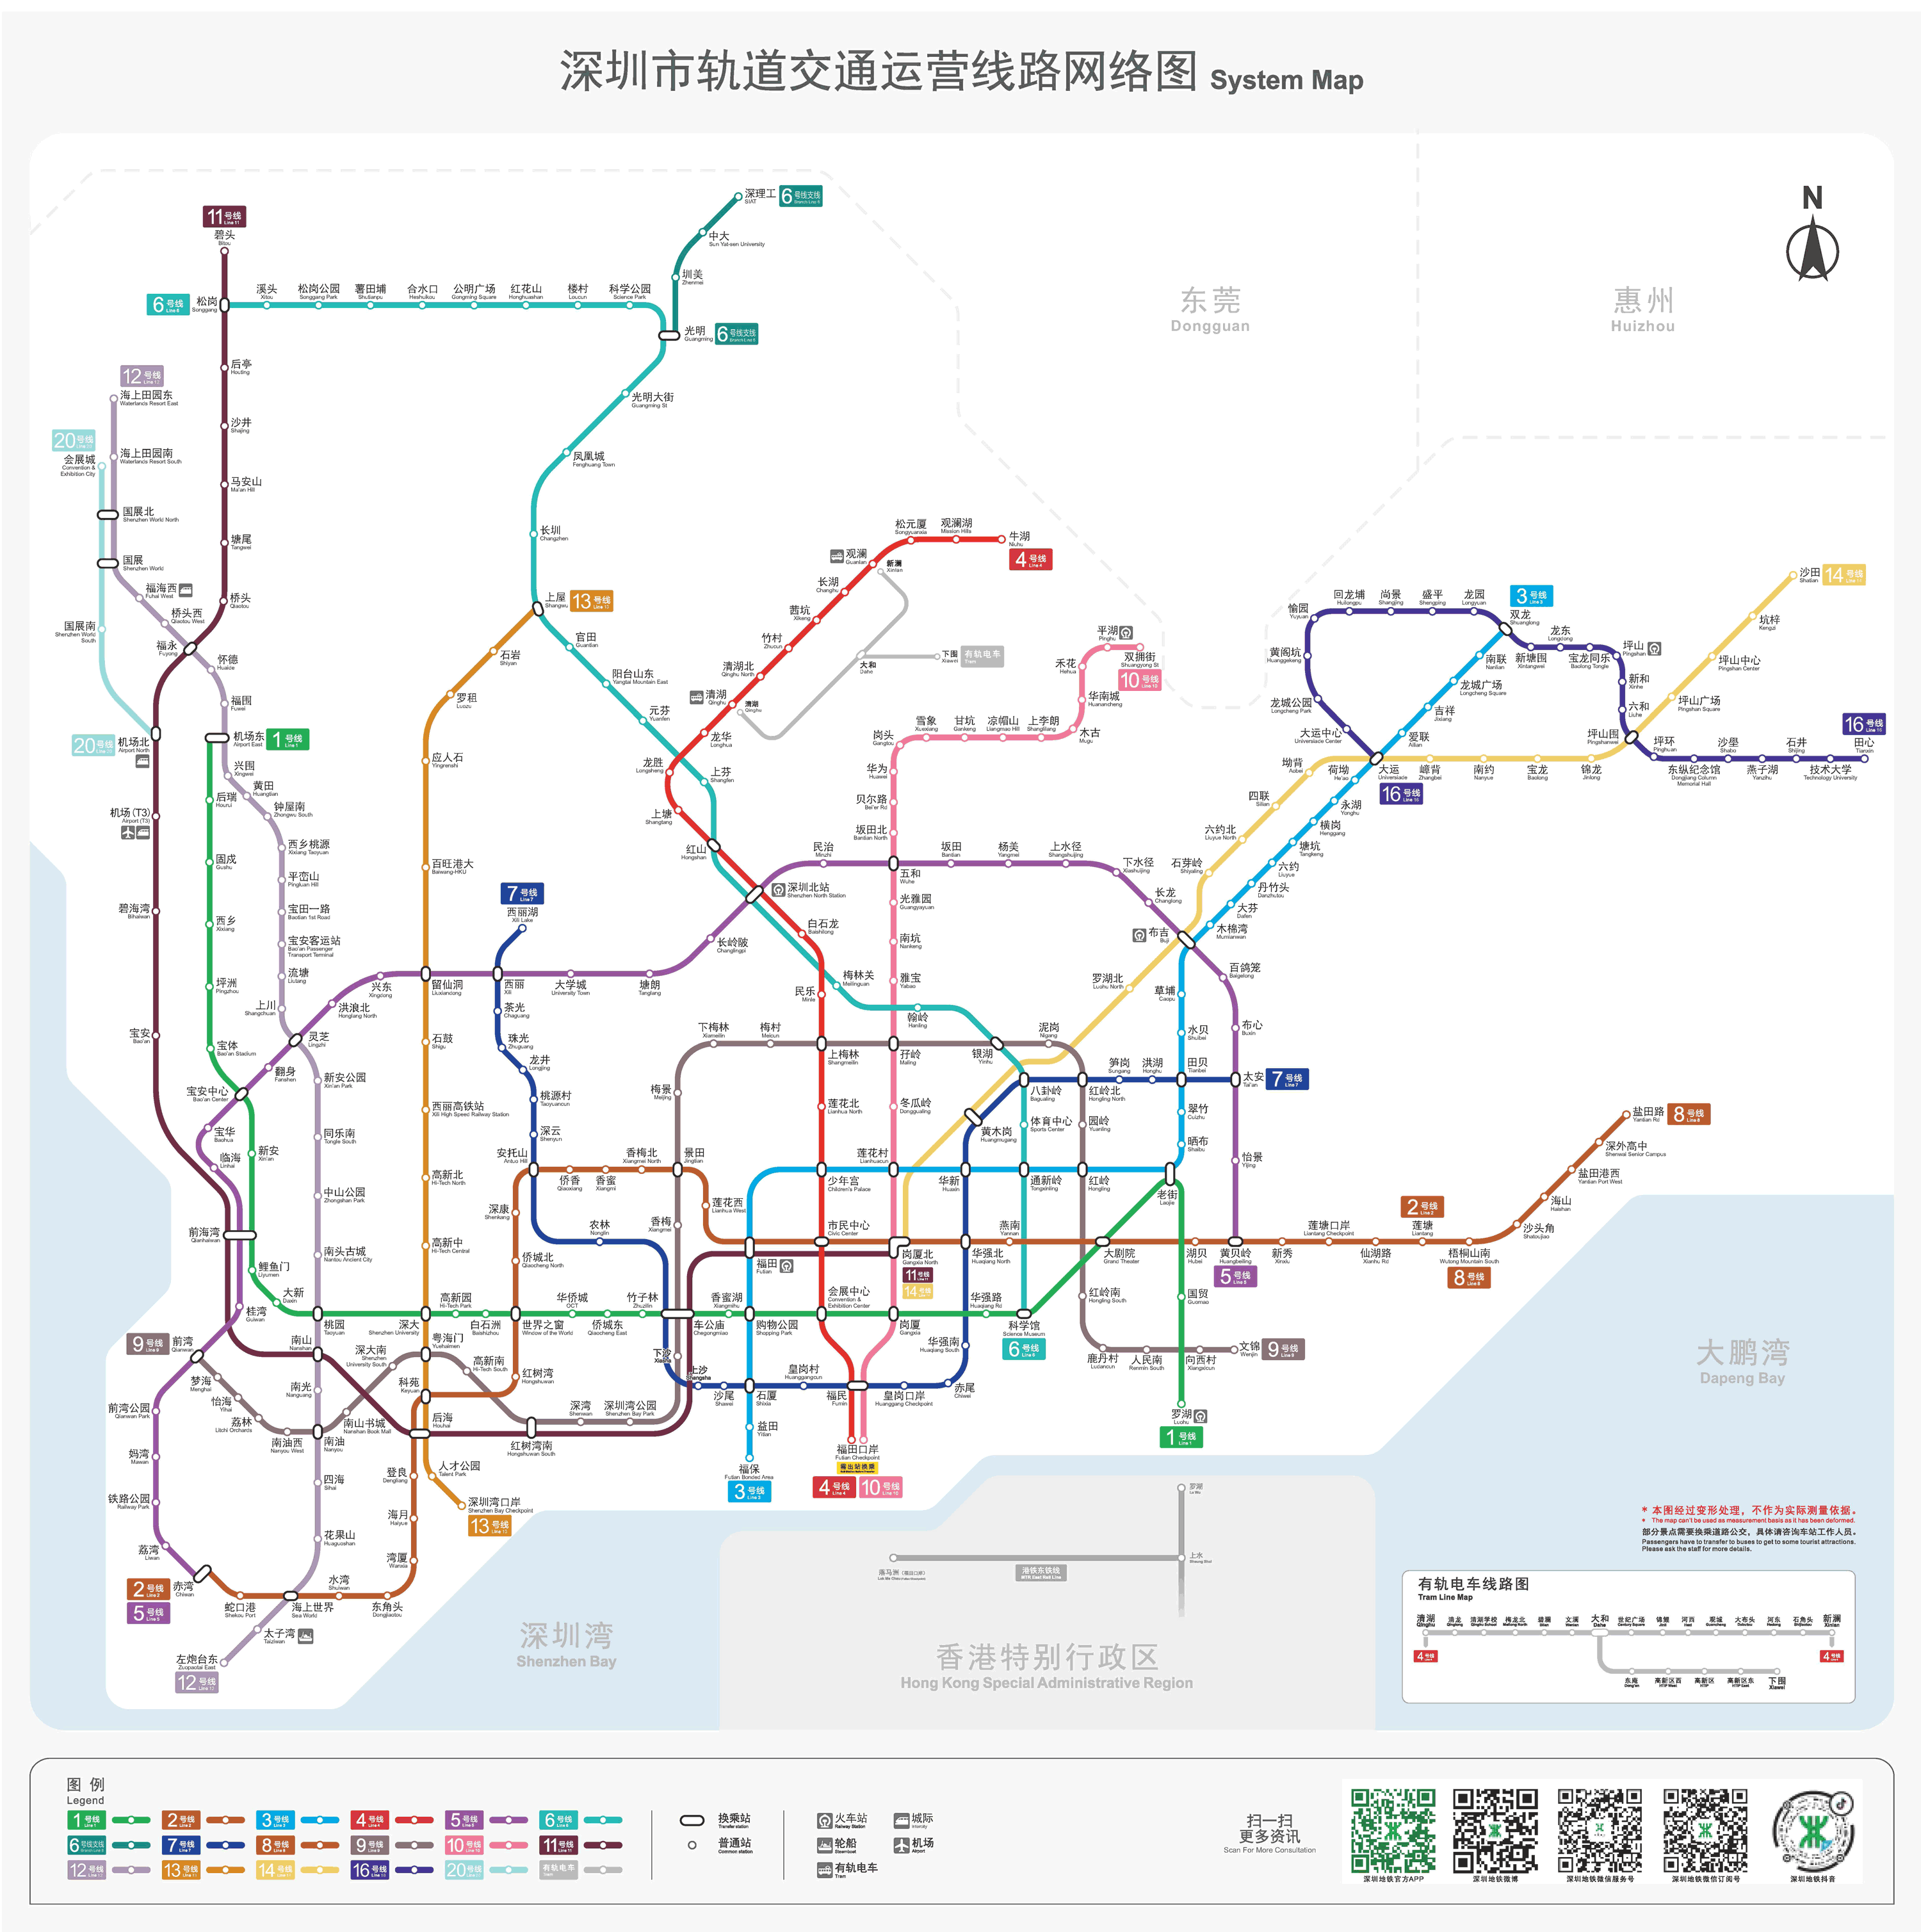 深圳市轨道交通运营线路网络图 System Map
N
东莞
Dongguan
惠州
Huizhou
11号线
Line 11
碧头
Bitou
6号线
Line 6
松岗
Songgang
溪头
Xitou
松岗公园
Songgang Park
薯田埔
Shutianpu
合水口
Heshuikou
公明广场
Gongming Square
红花山
Honghuashan
楼村
Loucun
科学公园
Science Park
深理工
SIAT
6号线支线
Branch Line 6
中大
Sun Yat-sen University
圳美
Zhenmei
光明
Guangming
6号线支线
Branch Line 6
光明大街
Guangming St
凤凰城
Fenghuang Town
长圳
Changzhen
上屋
Shangwu
13号线
Line 13
官田
Guantian
阳台山东
Yangtai Mountain East
元芬
Yuanfen
上芬
Shangfen
红山
Hongshan
后亭
Houting
沙井
Shajing
马安山
Ma'an Hill
塘尾
Tangwei
桥头
Qiaotou
福永
Fuyong
12号线
Line 12
海上田园东
Waterlands Resort East
海上田园南
Waterlands Resort South
20号线
会展城
Convention &
Exhibition City
国展北
Shenzhen World North
国展
Shenzhen World
福海西
Fuhai West
桥头西
Qiaotou West
国展南
Shenzhen World
South
怀德
Huaide
福围
Fuwei
20号线
机场北
Airport North
机场东
Airport East
1号线
Line 1
兴围
Xingwei
黄田
Huangtian
钟屋南
Zhongwu South
西乡桃源
Xixiang Taoyuan
平峦山
Pingluan Hill
宝田一路
Baotian 1st Road
宝安客运站
Bao'an Passenger
Transport Terminal
流塘
Liutang
上川
Shangchuan
灵芝
Lingzhi
机场(T3)
Airport (T3)
碧海湾
Bihaiwan
宝安
Bao'an
后瑞
Hourui
固戍
Gushu
西乡
Xixiang
坪洲
Pingzhou
宝体
Bao'an Stadium
宝安中心
Bao'an Center
翻身
Fanshen
洪浪北
Honglang North
兴东
Xingdong
留仙洞
Liuxiandong
西丽
Xili
大学城
University Town
塘朗
Tanglang
长岭陂
Changlingpi
深圳北站
Shenzhen North Station
民治
Minzhi
五和
Wuhe
坂田
Bantian
杨美
Yangmei
上水径
Shangshuijing
下水径
Xiashuijing
长龙
Changlong
布吉
Buji
百鸽笼
Baigelong
布心
Buxin
太安
Tai'an
7号线
Line 7
怡景
Yijing
石岩
Shiyan
罗租
Luozu
应人石
Yingrenshi
百旺港大
Baiwang-HKU
石鼓
Shigu
西丽高铁站
Xili High Speed Railway Station
高新北
Hi-Tech North
高新中
Hi-Tech Central
7号线
Line 7
西丽湖
Xili Lake
茶光
Chaguang
珠光
Zhuguang
龙井
Longjing
桃源村
Taoyuancun
深云
Shenyun
安托山
Antuo Hill
农林
Nonglin
牛湖
Niuhu
4号线
Line 4
观澜湖
Mission Hills
松元厦
Songyuanxia
观澜
Guanlan
新澜
Xinlan
长湖
Changhu
茜坑
Xikeng
竹村
Zhucun
清湖北
Qinghu North
清湖
Qinghu
清湖
Qinghu
大和
Dahe
下围
Xiawei
有轨电车
Tram
龙华
Longhua
龙胜
Longsheng
上塘
Shangtang
白石龙
Baishilong
民乐
Minle
上梅林
Shangmeilin
莲花北
Lianhua North
少年宫
Children's Palace
市民中心
Civic Center
会展中心
Convention &
Exhibition Center
福民
Fumin
福田口岸
Futian Checkpoint
需出站换乘
4号线
Line 4
10号线
Line 10
平湖
Pinghu
双拥街
Shuangyong St
10号线
Line 10
禾花
Hehua
华南城
Huanancheng
木古
Mugu
上李朗
Shanglilang
凉帽山
Liangmao Hill
甘坑
Gankeng
雪象
Xuexiang
岗头
Gangtou
华为
Huawei
贝尔路
Bei'er Rd
坂田北
Bantian North
光雅园
Guangyayuan
南坑
Nankeng
雅宝
Yabao
孖岭
Maling
冬瓜岭
Donggualing
莲花村
Lianhuacun
岗厦北
Gangxia North
11号线
14号线
岗厦
Gangxia
梅林关
Meilinguan
翰岭
Hanling
银湖
Yinhu
泥岗
Nigang
八卦岭
Bagualing
体育中心
Sports Center
通新岭
Tongxinling
科学馆
Science Museum
6号线
Line 6
3号线
Line 3
双龙
Shuanglong
南联
Nanlian
龙城广场
Longcheng Square
吉祥
Jixiang
爱联
Ailian
大运
Universiade
16号线
Line 16
荷坳
He'ao
永湖
Yonghu
横岗
Henggang
塘坑
Tangkeng
六约
Liuyue
丹竹头
Danzhutou
大芬
Dafen
木棉湾
Mumianwan
草埔
Caopu
水贝
Shuibei
田贝
Tianbei
翠竹
Cuizhu
晒布
Shaibu
老街
Laojie
红岭
Hongling
华新
Huaxin
沙田
Shatian
14号线
坑梓
Kengzi
坪山中心
Pingshan Center
坪山广场
Pingshan Square
坪山围
Pingshanwei
锦龙
Jinlong
宝龙
Baolong
南约
Nanyue
嶂背
Zhangbei
坳背
Aobei
四联
Silian
六约北
Liuyue North
石芽岭
Shiyaling
罗湖北
Luohu North
黄木岗
Huangmugang
愉园
Yuyuan
回龙埔
Huilongpu
尚景
Shangjing
盛平
Shengping
龙园
Longyuan
黄阁坑
Huanggekeng
龙城公园
Longcheng Park
大运中心
Universiade Center
新塘围
Xintangwei
龙东
Longdong
宝龙同乐
Baolong Tongle
坪山
Pingshan
新和
Xinhe
六和
Liuhe
坪环
Pinghuan
东纵纪念馆
Dongjiang Column
Memorial Hall
沙壆
Shabo
燕子湖
Yanzihu
石井
Shijing
技术大学
Technology University
田心
Tianxin
16号线
Line 16
下梅林
Xiameilin
梅村
Meicun
梅景
Meijing
景田
Jingtian
香梅
Xiangmei
红岭北
Hongling North
笋岗
Sungang
洪湖
Honghu
园岭
Yuanling
红岭南
Hongling South
鹿丹村
Ludancun
人民南
Renmin South
向西村
Xiangxicun
文锦
Wenjin
9号线
Line 9
侨香
Qiaoxiang
香蜜
Xiangmi
香梅北
Xiangmei North
莲花西
Lianhua West
深康
Shenkang
侨城北
Qiaocheng North
福田
Futian
华强北
Huaqiang North
燕南
Yannan
大剧院
Grand Theater
湖贝
Hubei
黄贝岭
Huangbeiling
5号线
Line 5
新秀
Xinxiu
莲塘口岸
Liantang Checkpoint
仙湖路
Xianhu Rd
2号线
Line 2
莲塘
Liantang
梧桐山南
Wutong Mountain South
8号线
Line 8
沙头角
Shatoujiao
海山
Haishan
盐田港西
Yantian Port West
深外高中
Shenwai Senior Campus
盐田路
Yantian Rd
8号线
Line 8
宝华
Baohua
临海
Linhai
新安
Xin'an
新安公园
Xin'an Park
同乐南
Tongle South
中山公园
Zhongshan Park
南头古城
Nantou Ancient City
前海湾
Qianhaiwan
鲤鱼门
Liyumen
大新
Daxin
桃园
Taoyuan
深大
Shenzhen University
高新园
Hi-Tech Park
白石洲
Baishizhou
世界之窗
Window of the World
华侨城
OCT
侨城东
Qiaocheng East
竹子林
Zhuzilin
车公庙
Chegongmiao
香蜜湖
Xiangmihu
购物公园
Shopping Park
华强路
Huaqiang Rd
国贸
Guomao
罗湖
Luohu
1号线
Line 1
桂湾
Guiwan
9号线
Line 9
前湾
Qianwan
梦海
Menghai
怡海
Yihai
荔林
Litchi Orchards
南油西
Nanyou West
南油
Nanyou
南山书城
Nanshan Book Mall
深大南
Shenzhen
University South
粤海门
Yuehaimen
高新南
Hi-Tech South
红树湾南
Hongshuwan South
深湾
Shenwan
深圳湾公园
Shenzhen Bay Park
下沙
Xiasha
南山
Nanshan
南光
Nanguang
科苑
Keyuan
红树湾
Hongshuwan
后海
Houhai
人才公园
Talent Park
深圳湾口岸
Shenzhen Bay Checkpoint
13号线
Line 13
登良
Dengliang
海月
Haiyue
湾厦
Wanxia
东角头
Dongjiaotou
水湾
Shuiwan
海上世界
Sea World
蛇口港
Shekou Port
赤湾
Chiwan
2号线
Line 2
5号线
Line 5
前湾公园
Qianwan Park
妈湾
Mawan
铁路公园
Railway Park
荔湾
Liwan
四海
Sihai
花果山
Huaguoshan
太子湾
Taiziwan
左炮台东
Zuopaotai East
12号线
上沙
Shangsha
沙尾
Shawei
石厦
Shixia
皇岗村
Huanggangcun
皇岗口岸
Huanggang Checkpoint
赤尾
Chiwei
华强南
Huaqiang South
益田
Yitian
福保
Futian Bonded Area
3号线
Line 3
大鹏湾
Dapeng Bay
深圳湾
Shenzhen Bay
香港特别行政区
Hong Kong Special Administrative Region
罗湖
Lo Wu
上水
Sheung Shui
港铁东铁线
MTR East Rail Line
* 本图经过变形处理，不作为实际测量依据。
* The map can't be used as measurement basis as it has been deformed.
部分景点需要换乘道路公交，具体请咨询车站工作人员。
Passengers have to transfer to buses to get to some tourist attractions.
Please ask the staff for more details.
有轨电车线路图
Tram Line Map
清湖
Qinghu
大和
Dahe
世纪广场
Century Square
新澜
Xinlan
4号线
4号线
高新区西
高新区
高新区东
下围
Xiawei
图例
Legend
1号线
Line 1
2号线
Line 2
3号线
Line 3
4号线
Line 4
5号线
Line 5
6号线
Line 6
6号线支线
Branch Line 6
7号线
Line 7
8号线
Line 8
9号线
Line 9
10号线
Line 10
11号线
Line 11
12号线
13号线
14号线
16号线
20号线
有轨电车
Tram
换乘站
Transfer station
普通站
Common station
火车站
Railway Station
城际
Intercity
轮船
Steamboat
机场
Airport
有轨电车
Tram
扫一扫
更多资讯
Scan For More Consultation
深圳地铁官方APP
深圳地铁微博
深圳地铁微信服务号
深圳地铁微信订阅号
深圳地铁抖音